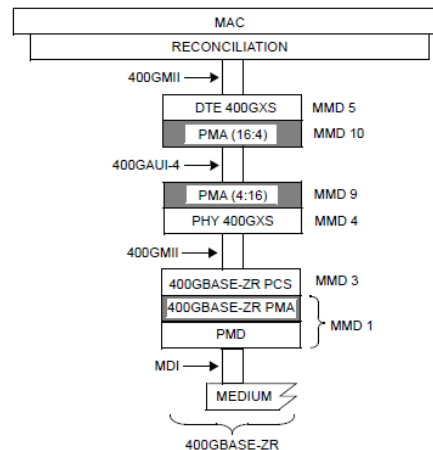 MAC
RECONCILIATION
400GMII
DTE 400GXS MMD 5
PMA (16:4) MMD 10
400GAUI-4
PMA (4:16) MMD 9
PHY 400GXS MMD 4
400GMII
400GBASE-ZR PCS MMD 3
400GBASE-ZR PMA
MMD 1
PMD
MDI
MEDIUM
400GBASE-ZR